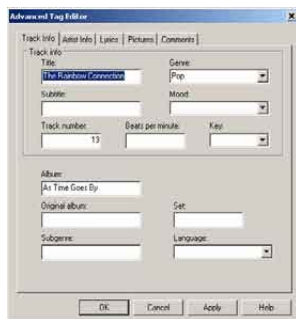 Advanced Tag Editor
Track Info Artist Info Lyrics Pictures Comments
Track info
Title: Genre:
The Rainbow Connection Pop
Subtitle: Mood:
Track number: Beats per minute: Key:
13
Album:
As Time Goes By
Original album: Set:
Subgenre: Language:
OK Cancel Apply Help